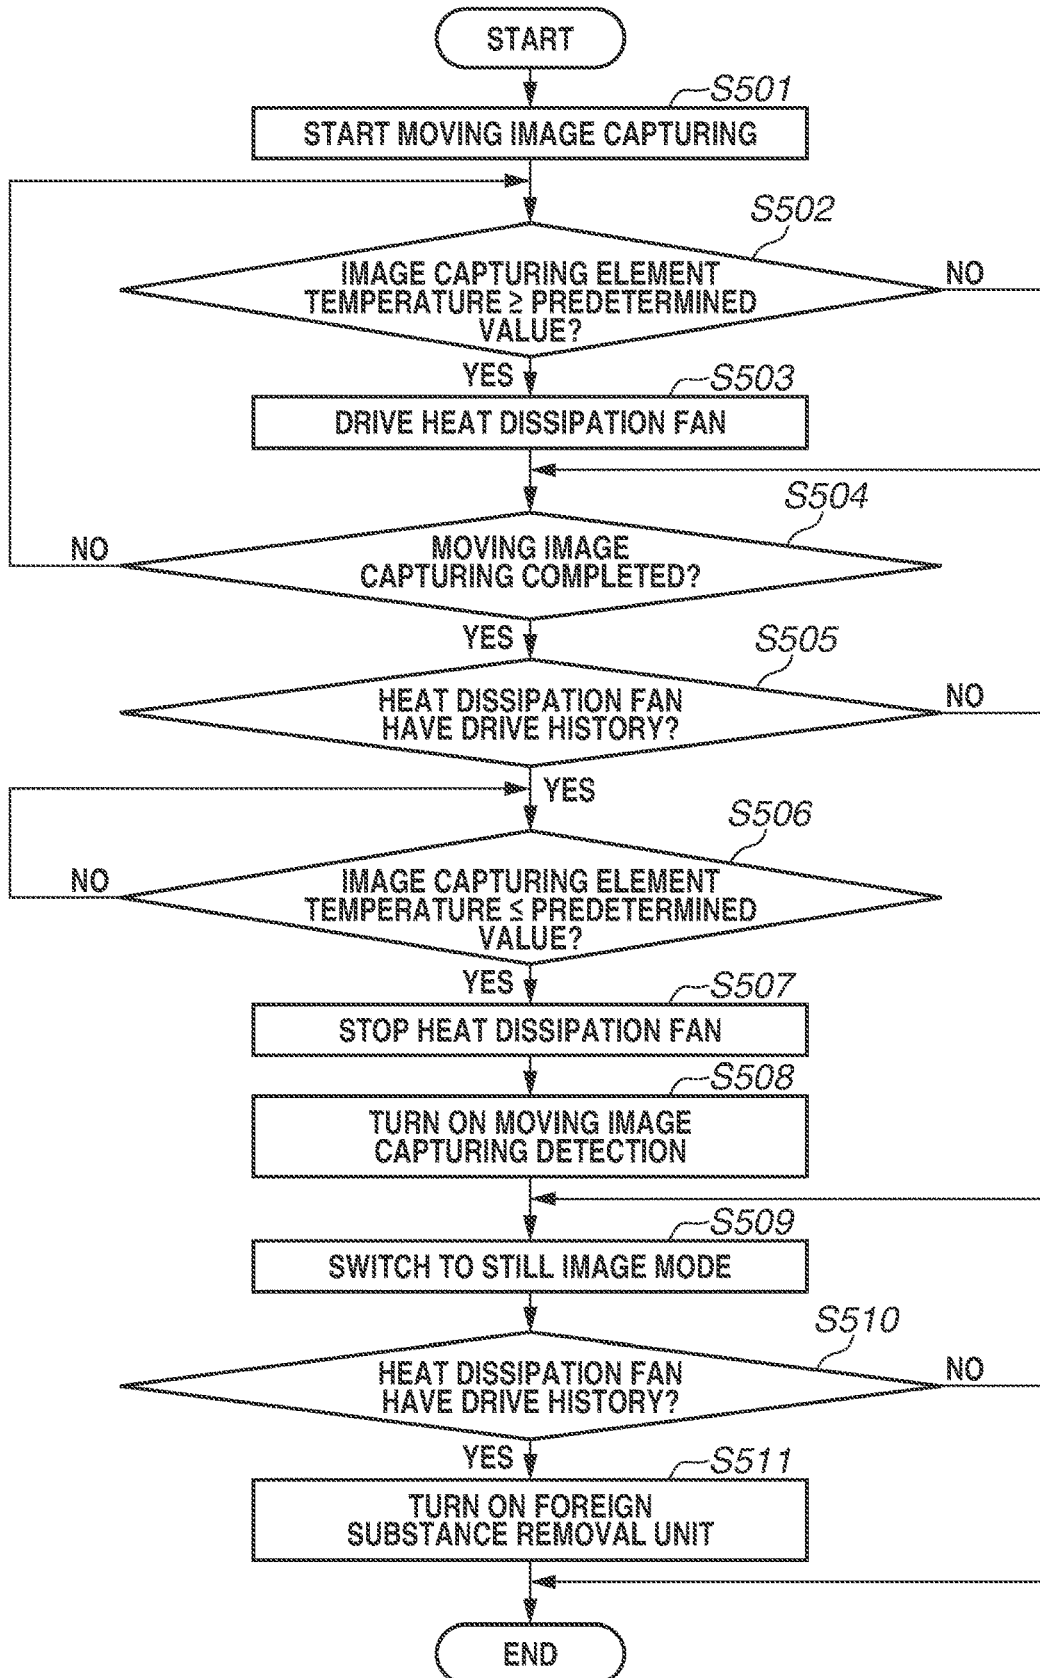 START
S501
START MOVING IMAGE CAPTURING
S502
IMAGE CAPTURING ELEMENT
TEMPERATURE ≥ PREDETERMINED
VALUE?
NO
YES
S503
DRIVE HEAT DISSIPATION FAN
S504
MOVING IMAGE
CAPTURING COMPLETED?
NO
YES
S505
HEAT DISSIPATION FAN
HAVE DRIVE HISTORY?
NO
YES
S506
IMAGE CAPTURING ELEMENT
TEMPERATURE ≤ PREDETERMINED
VALUE?
NO
YES
S507
STOP HEAT DISSIPATION FAN
S508
TURN ON MOVING IMAGE
CAPTURING DETECTION
S509
SWITCH TO STILL IMAGE MODE
S510
HEAT DISSIPATION FAN
HAVE DRIVE HISTORY?
NO
YES
S511
TURN ON FOREIGN
SUBSTANCE REMOVAL UNIT
END